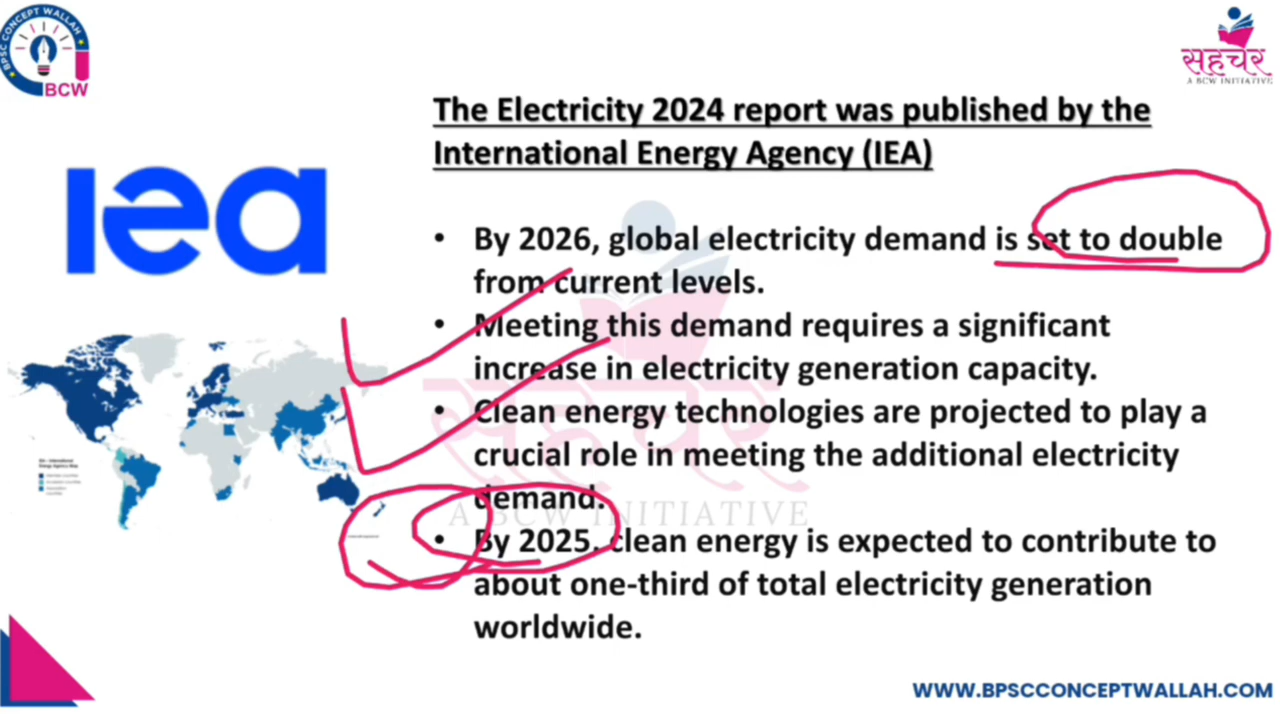 BPSC CONCEPT WALLAH
BCW
सहचर
A BCW INITIATIVE
The Electricity 2024 report was published by the
International Energy Agency (IEA)
iea
• By 2026, global electricity demand is set to double
from current levels.
• Meeting this demand requires a significant
increase in electricity generation capacity.
• Clean energy technologies are projected to play a
crucial role in meeting the additional electricity
demand.
• By 2025, clean energy is expected to contribute to
about one-third of total electricity generation
worldwide.
सहचर
A BCW INITIATIVE
WWW.BPSCCONCEPTWALLAH.COM